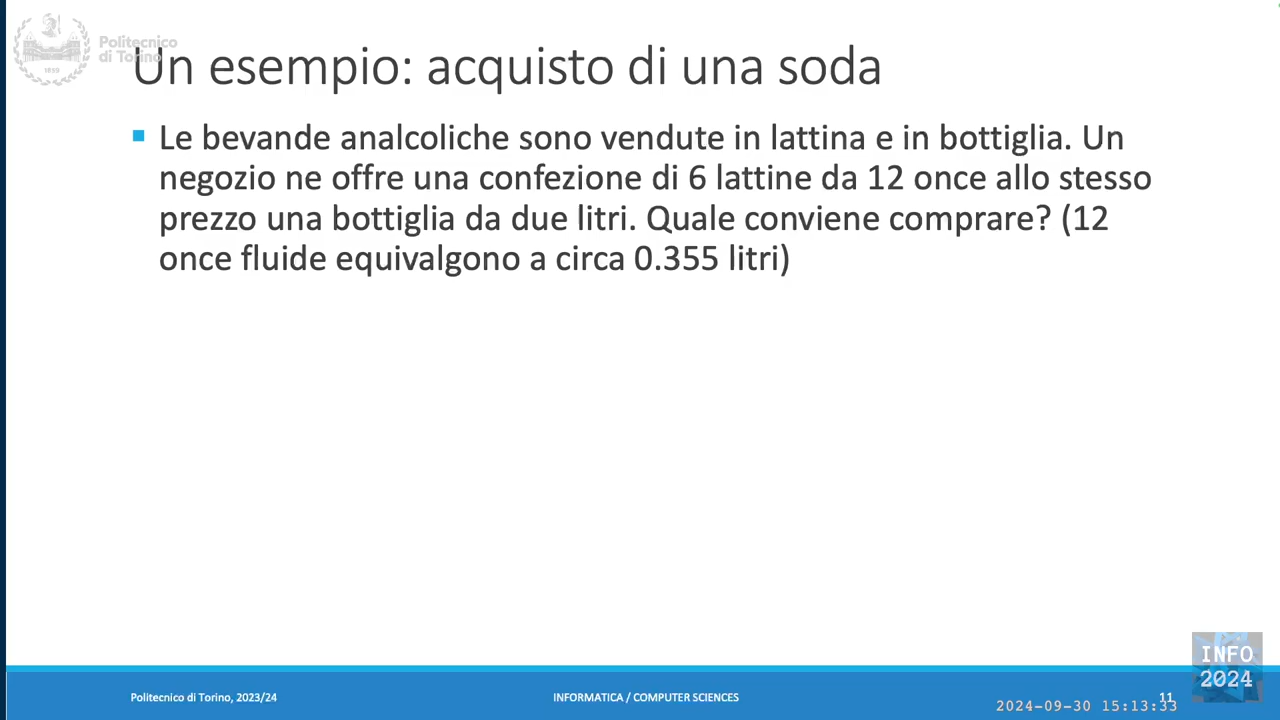 Politecnico
di Torino
1859
Un esempio: acquisto di una soda
Le bevande analcoliche sono vendute in lattina e in bottiglia. Un
negozio ne offre una confezione di 6 lattine da 12 once allo stesso
prezzo una bottiglia da due litri. Quale conviene comprare? (12
once fluide equivalgono a circa 0.355 litri)
Politecnico di Torino, 2023/24
INFORMATICA / COMPUTER SCIENCES
11
INFO
2024
2024-09-30 15:13:33